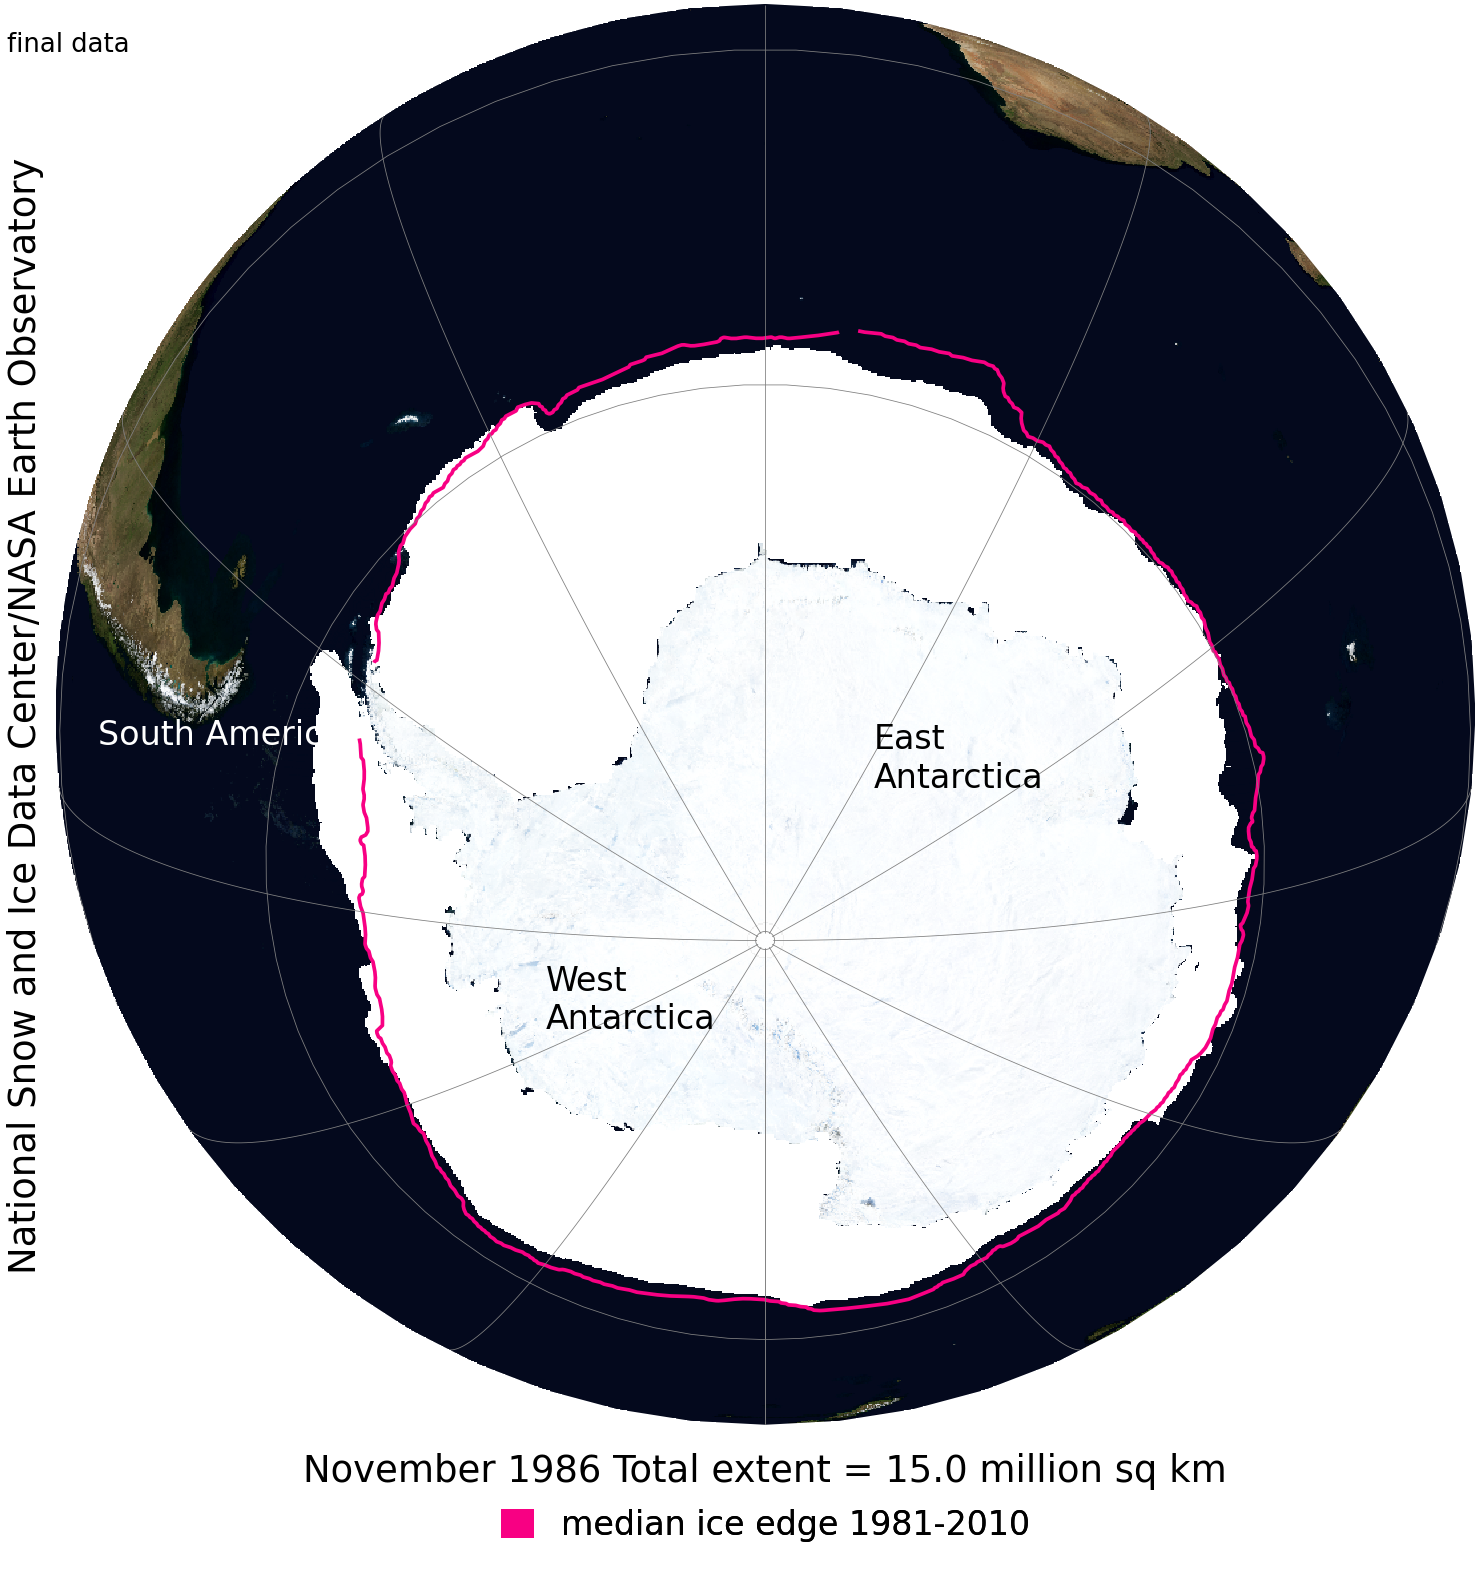 final data
National Snow and Ice Data Center/NASA Earth Observatory
South Americ
East
Antarctica
West
Antarctica
November 1986 Total extent = 15.0 million sq km
median ice edge 1981-2010